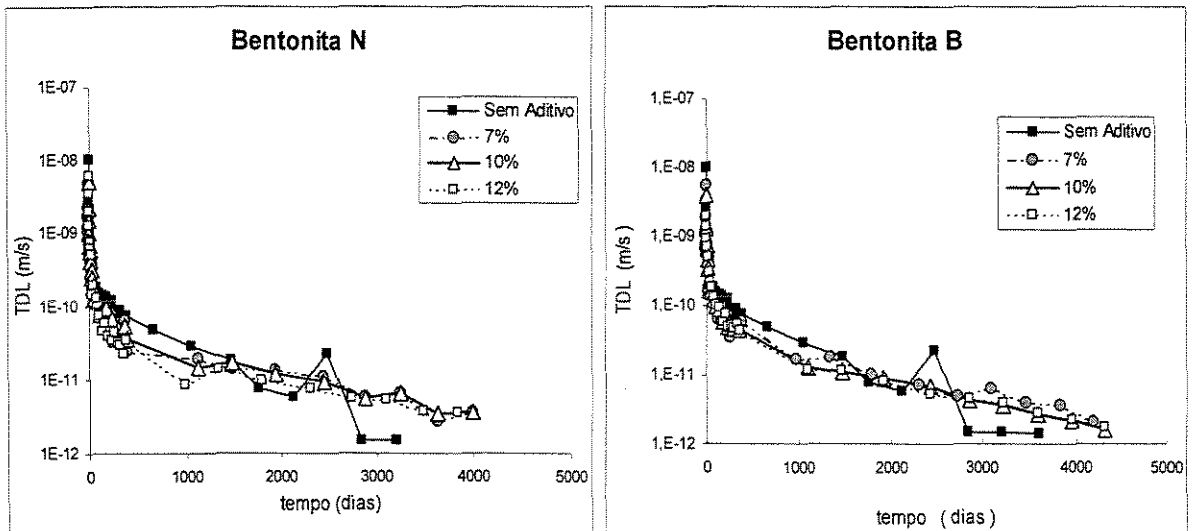 Bentonita N
1E-07
1E-08
1E-09
1E-10
1E-11
1E-12
TDL (m/s)
0
1000
2000
3000
4000
5000
tempo (dias)
Sem Aditivo
7%
10%
12%
Bentonita B
1,E-07
1,E-08
1,E-09
1,E-10
1,E-11
1,E-12
TDL (m/s)
0
1000
2000
3000
4000
5000
tempo ( dias )
Sem Aditivo
7%
10%
12%